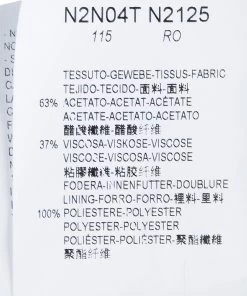 N2N04T N2125
115 RO
TESSUTO-GEWEBE-TISSUS-FABRIC
TEJIDO-TECIDO-面料-面料
63% ACETATO-ACETAT-ACÉTATE
ACETATE-ACETATO-ACETATO
醋酸纖維-醋酸纤维
37% VISCOSA-VISKOSE-VISCOSE
VISCOSE-VISCOSA-VISCOSE
粘膠纖維-粘胶纤维
FODERA-INNENFUTTER-DOUBLURE
LINING-FORRO-FORRO-裡料-里料
100% POLIESTERE-POLYESTER
POLYESTER-POLYESTER
POLIÉSTER-POLIÉSTER-聚酯纖維
聚酯纤维